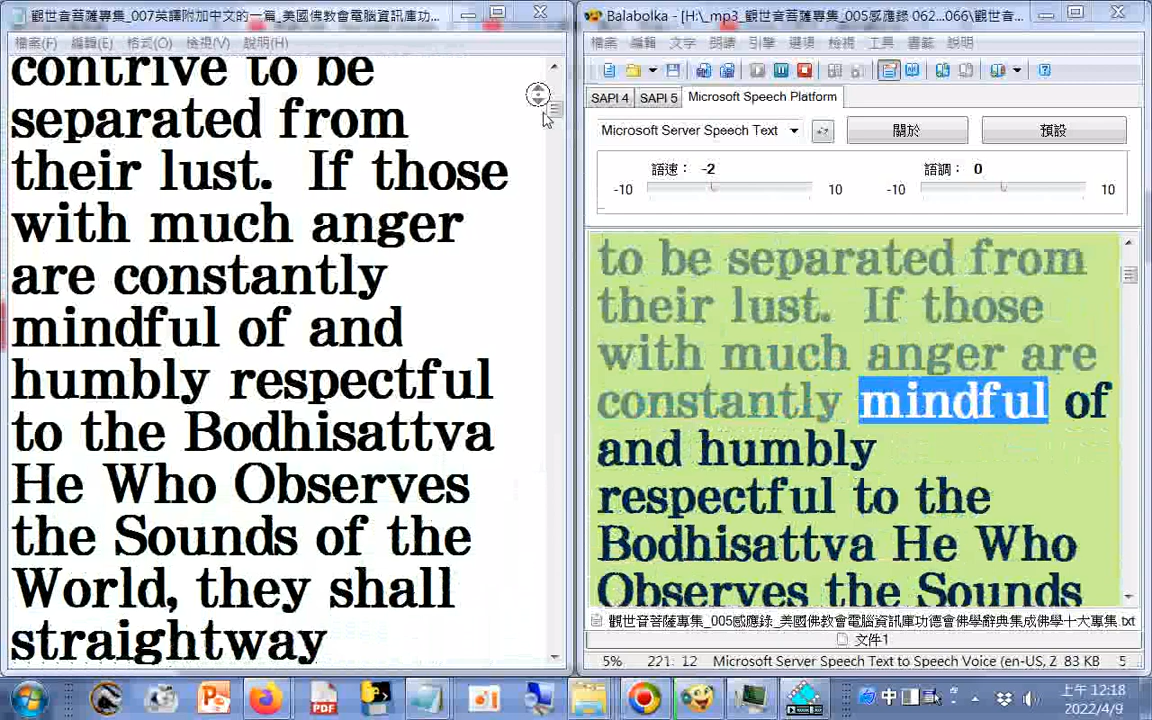 觀世音菩薩專集_007英譯附加中文的一篇_美國佛教會電腦資訊庫功...
檔案(F) 編輯(E) 格式(O) 檢視(V) 說明(H)
contrive to be
separated from
their lust.  If those
with much anger
are constantly
mindful of and
humbly respectful
to the Bodhisattva
He Who Observes
the Sounds of the
World, they shall
straightway
Balabolka - [H:\_mp3_觀世音菩薩專集_005感應錄 062...066\觀世音...
檔案 編輯 文字 朗讀 引擎 選項 檢視 工具 書籤 說明
SAPI 4 SAPI 5 Microsoft Speech Platform
Microsoft Server Speech Text 關於 預設
語速： -2 語調： 0
-10 10 -10 10
to be separated from
their lust.  If those
with much anger are
constantly mindful of
and humbly
respectful to the
Bodhisattva He Who
Observes the Sounds
觀世音菩薩專集_005感應錄_美國佛教會電腦資訊庫功德會佛學辭典集成佛學十大專集.txt
文件1
5% 221: 12 Microsoft Server Speech Text to Speech Voice (en-US, Z 83 KB 5
PDF 中 上午 12:18
2022/4/9